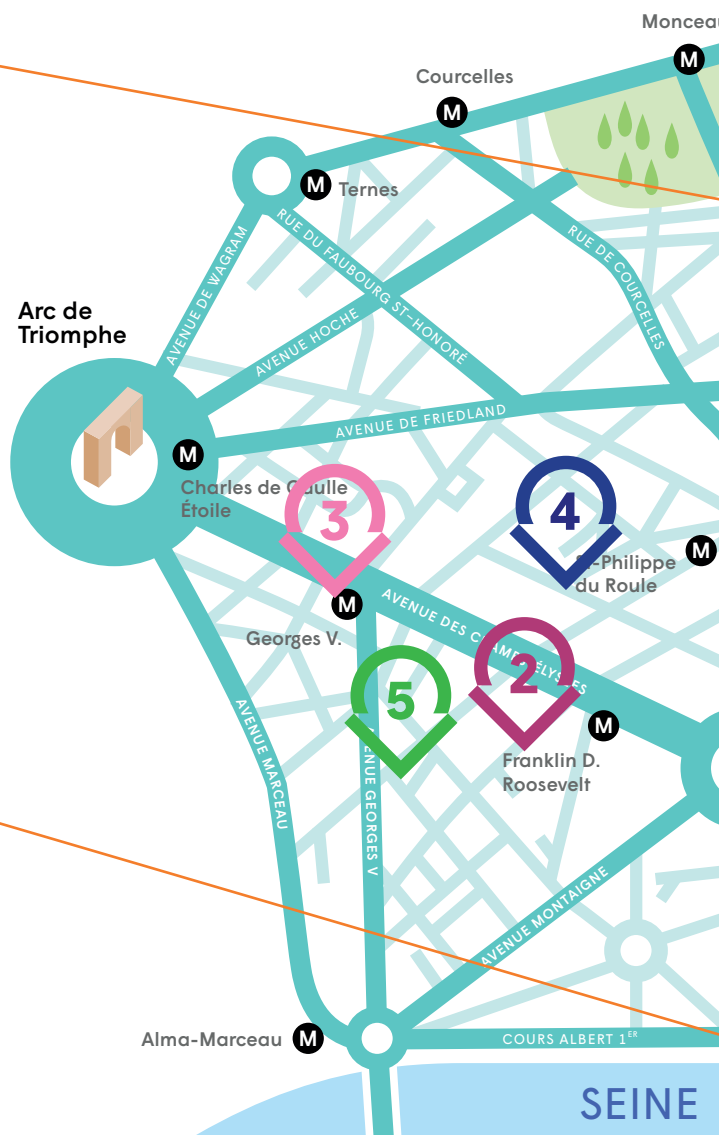 Monceau
M
Courcelles
M
M
Ternes
RUE DU FAUBOURG ST-HONORÉ
RUE DE COURCELLES
AVENUE DE WAGRAM
Arc de
Triomphe
AVENUE HOCHE
AVENUE DE FRIEDLAND
M
Charles de Gaulle
Étoile
3
4
M
St-Philippe
du Roule
M
Georges V.
AVENUE DES CHAMPS-ÉLYSÉES
2
5
M
Franklin D.
Roosevelt
AVENUE MARCEAU
AVENUE GEORGES V
AVENUE MONTAIGNE
Alma-Marceau
M
COURS ALBERT 1ER
SEINE